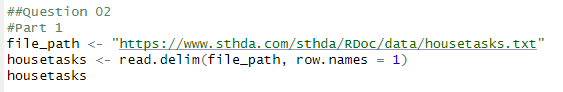 ##Question 02
#Part 1
file_path <- "https://www.sthda.com/sthda/RDoc/data/housetasks.txt"
housetasks <- read.delim(file_path, row.names = 1)
housetasks